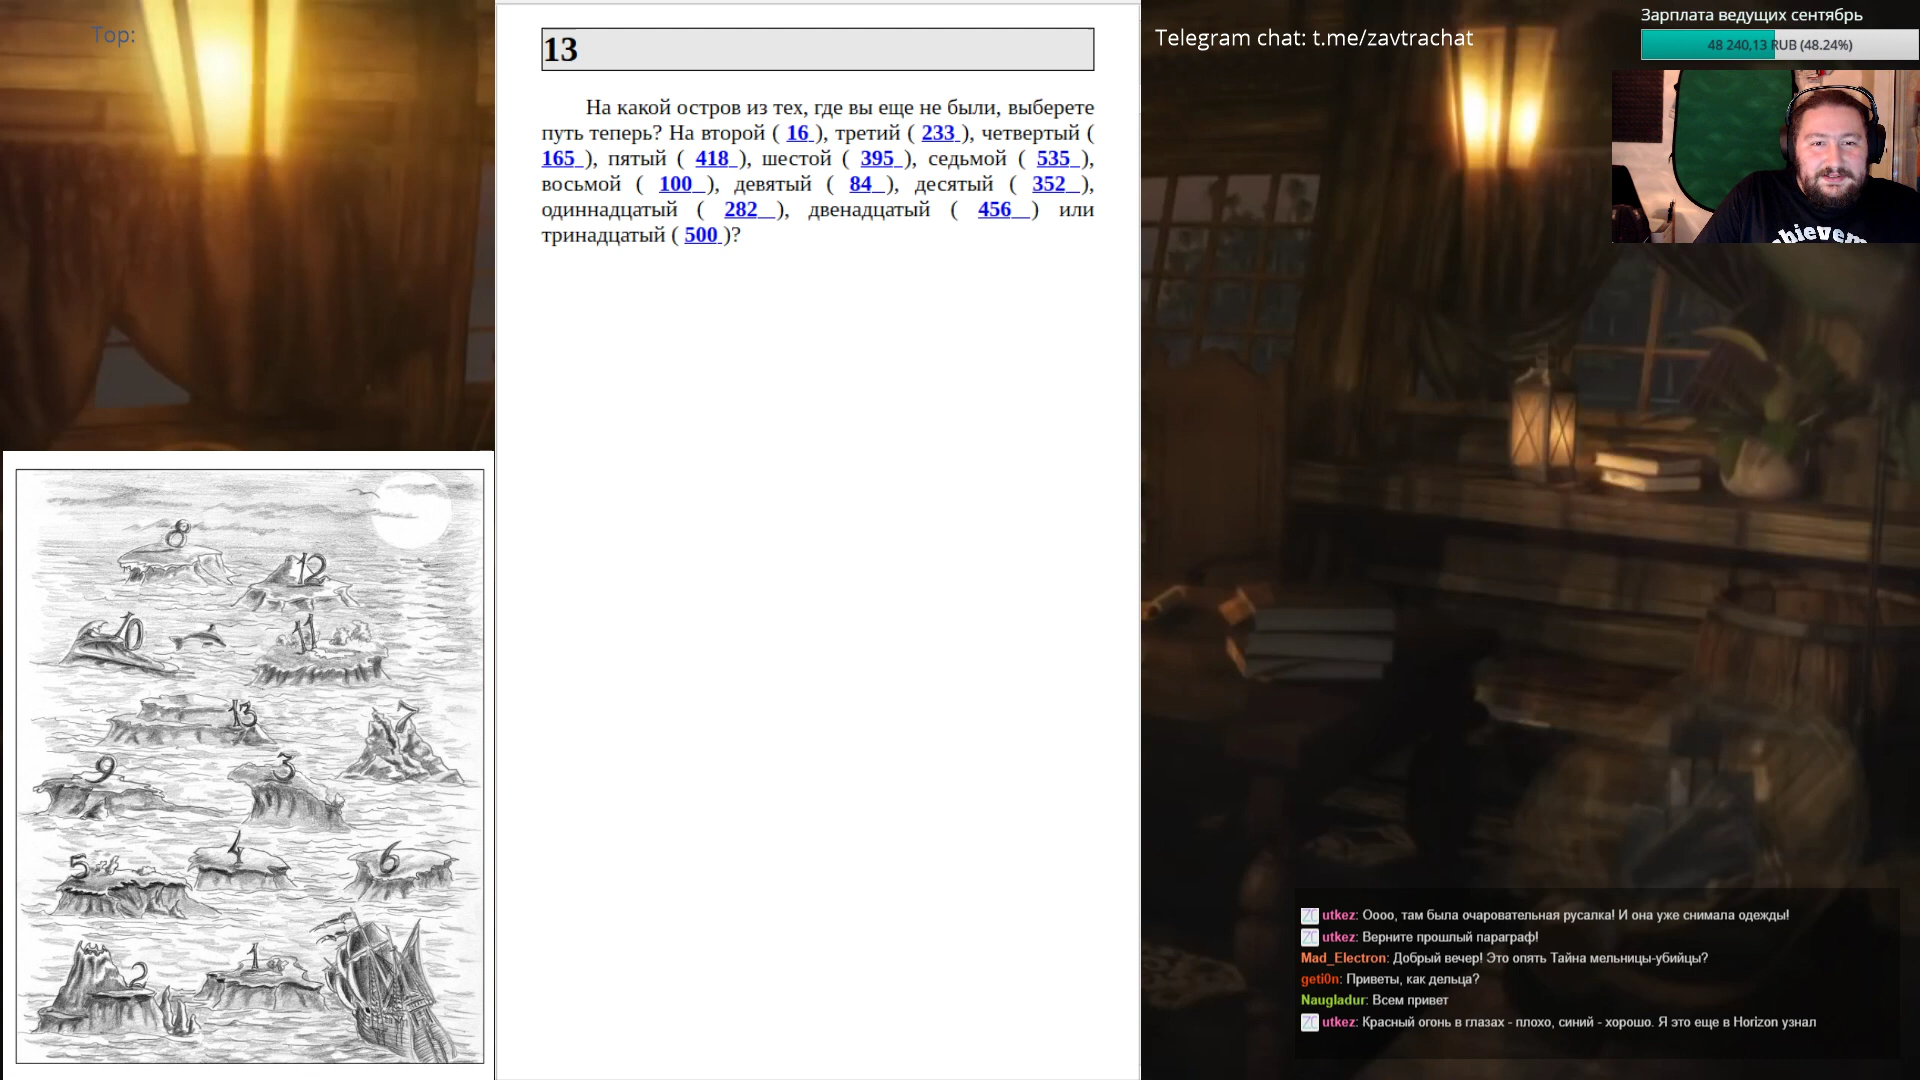 Top:
13
На какой остров из тех, где вы еще не были, выберете
путь теперь? На второй ( 16 ), третий ( 233 ), четвертый (
165 ), пятый ( 418 ), шестой ( 395 ), седьмой ( 535 ),
восьмой ( 100 ), девятый ( 84 ), десятый ( 352 ),
одиннадцатый ( 282 ), двенадцатый ( 456 ) или
тринадцатый ( 500 )?
8
12
10
11
13
7
9
3
5
4
6
2
1
Telegram chat: t.me/zavtrachat
Зарплата ведущих сентябрь
48 240,13 RUB (48.24%)
utkez: Оооо, там была очаровательная русалка! И она уже снимала одежды!
utkez: Верните прошлый параграф!
Mad_Electron: Добрый вечер! Это опять Тайна мельницы-убийцы?
geti0n: Приветы, как дельца?
Naugladur: Всем привет
utkez: Красный огонь в глазах - плохо, синий - хорошо. Я это еще в Horizon узнал